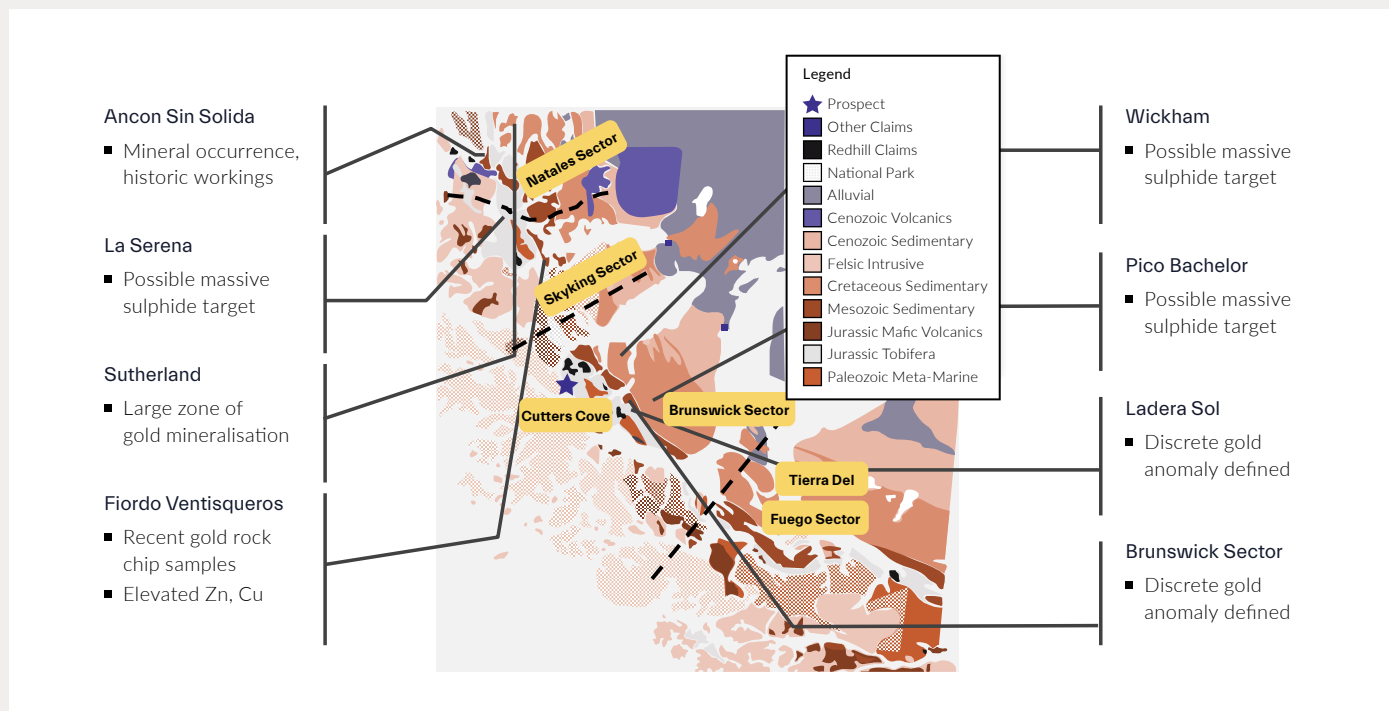 Ancon Sin Solida
Mineral occurrence,
historic workings
La Serena
Possible massive
sulphide target
Sutherland
Large zone of
gold mineralisation
Fiordo Ventisqueros
Recent gold rock
chip samples
Elevated Zn, Cu
Natales Sector
Skyking Sector
Cutters Cove
Brunswick Sector
Tierra Del
Fuego Sector
Legend
Prospect
Other Claims
Redhill Claims
National Park
Alluvial
Cenozoic Volcanics
Cenozoic Sedimentary
Felsic Intrusive
Cretaceous Sedimentary
Mesozoic Sedimentary
Jurassic Mafic Volcanics
Jurassic Tobifera
Paleozoic Meta-Marine
Wickham
Possible massive
sulphide target
Pico Bachelor
Possible massive
sulphide target
Ladera Sol
Discrete gold
anomaly defined
Brunswick Sector
Discrete gold
anomaly defined